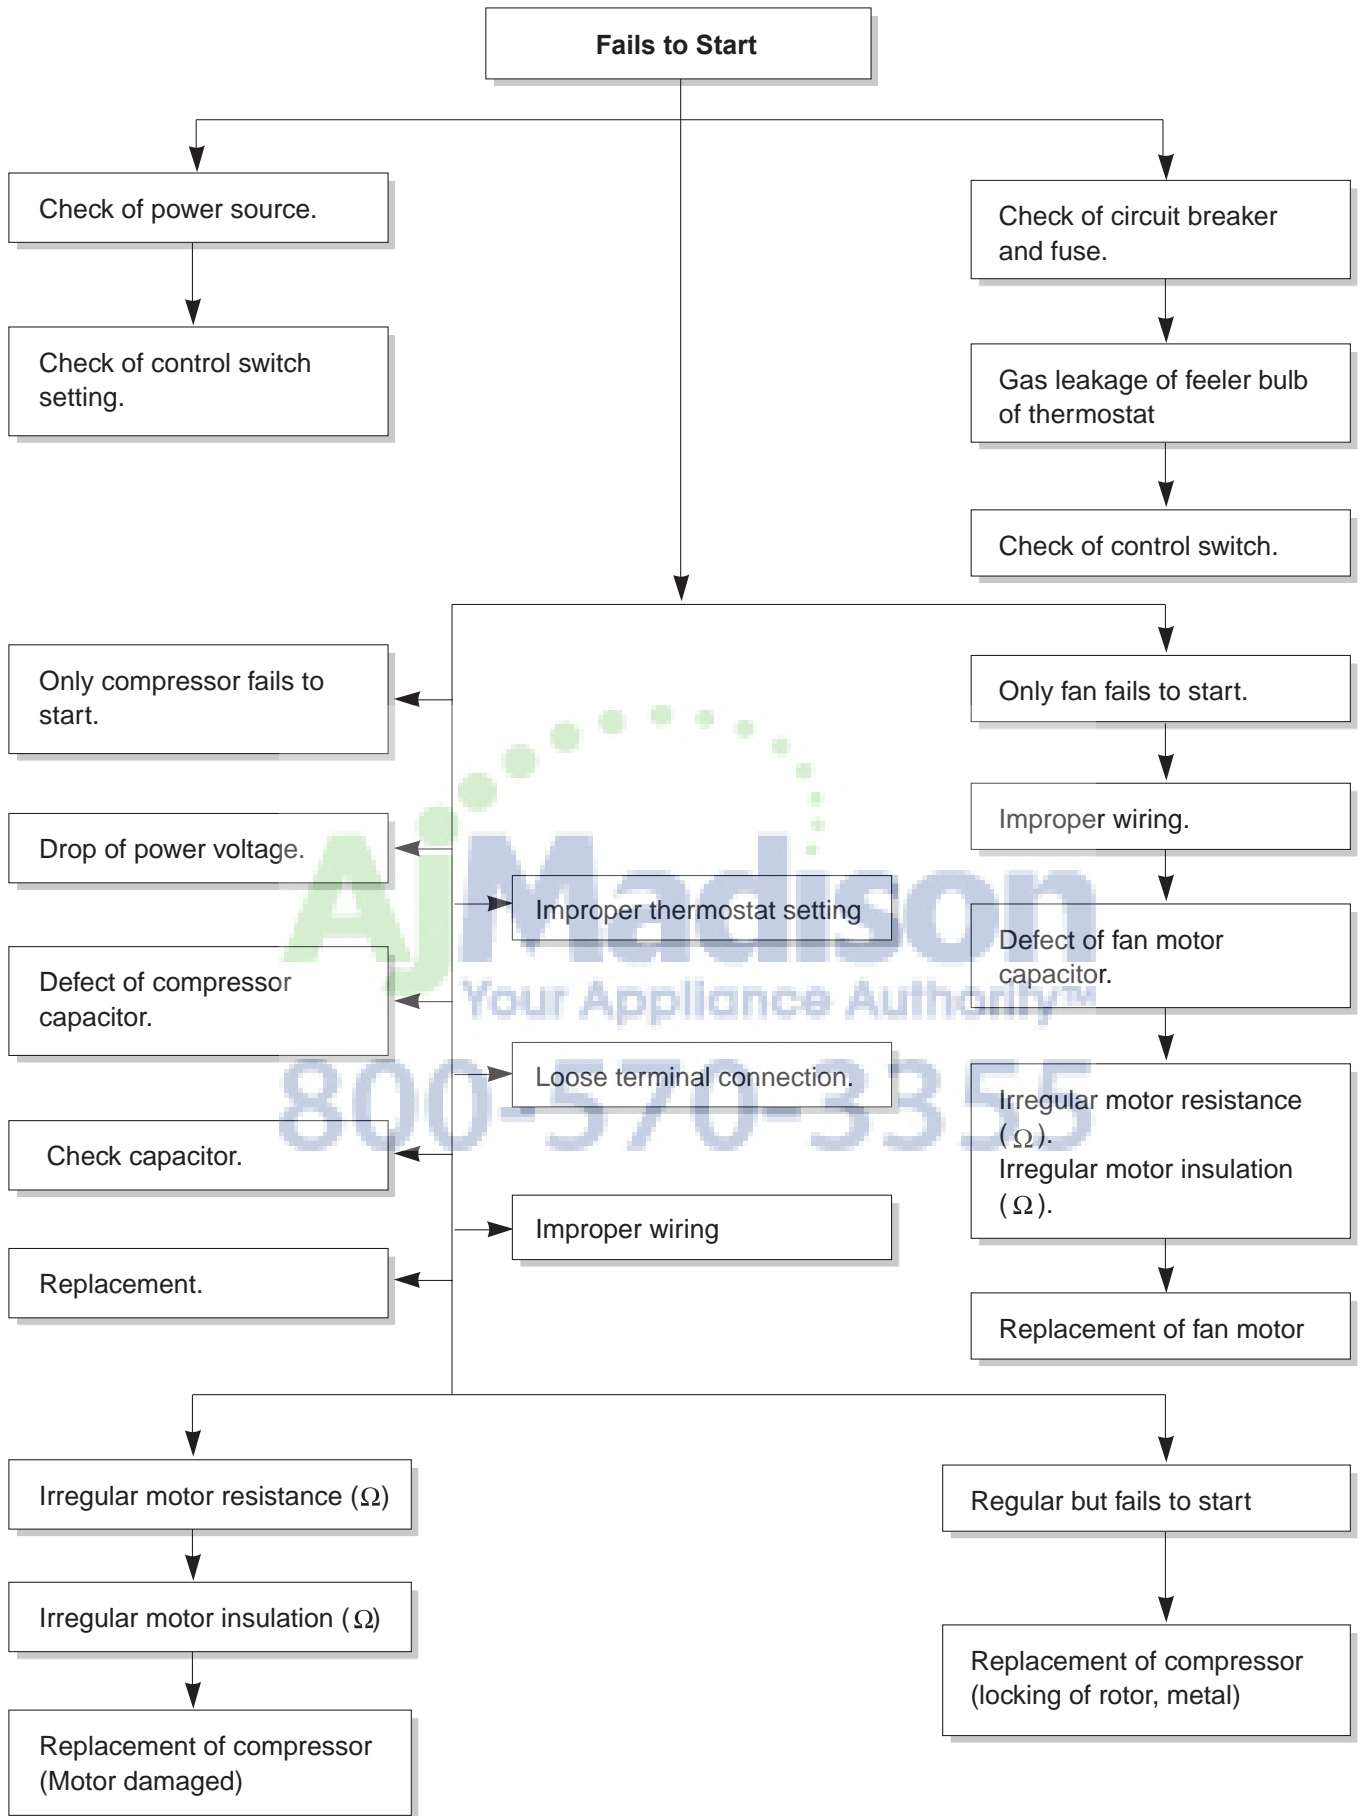 Fails to Start
Check of power source.
Check of circuit breaker
and fuse.
Check of control switch
setting.
Gas leakage of feeler bulb
of thermostat
Check of control switch.
Only compressor fails to
start.
Only fan fails to start.
Improper wiring.
Drop of power voltage.
Improper thermostat setting
Defect of fan motor
capacitor.
Defect of compressor
capacitor.
Loose terminal connection.
Irregular motor resistance
(Ω).
Irregular motor insulation
(Ω).
Check capacitor.
Improper wiring
Replacement.
Replacement of fan motor
Irregular motor resistance (Ω)
Regular but fails to start
Irregular motor insulation (Ω)
Replacement of compressor
(locking of rotor, metal)
Replacement of compressor
(Motor damaged)
AjMadison
Your Appliance Authority™
800-570-3355